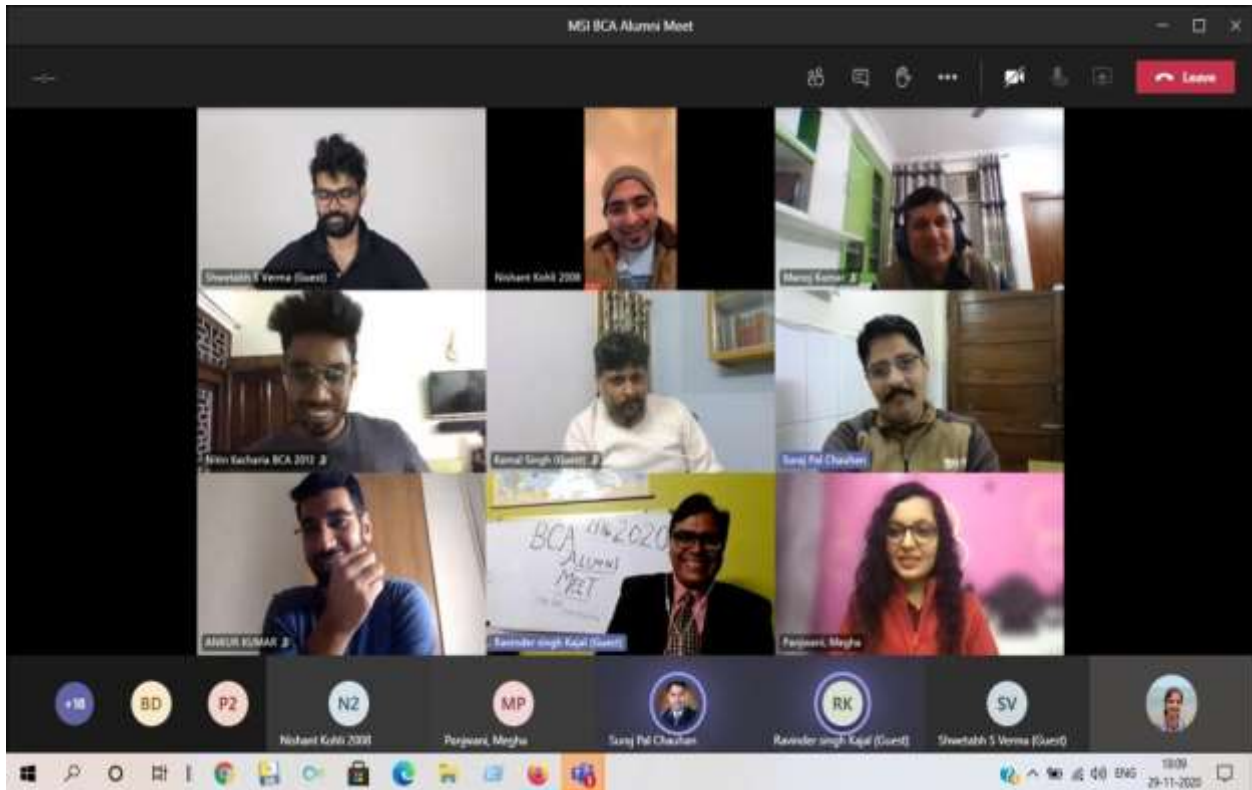 MSI BCA Alumni Meet
Leave
Shwetabh S Verma (Guest)
Nishant Kohli 2008
Manoj Kumar
Nitin Kacharia BCA 2012
Kamal Singh (Guest)
Suraj Pal Chauhan
BCA 2020
ALUMNI
MEET
ANKUR KUMAR
Ravinder singh Kajal (Guest)
Panjwani, Megha
+18
BD
P2
N2
MP
RK
SV
Nishant Kohli 2008
Panjwani, Megha
Suraj Pal Chauhan
Ravinder singh Kajal (Guest)
Shwetabh S Verma (Guest)
ENG
18:09
29-11-2020